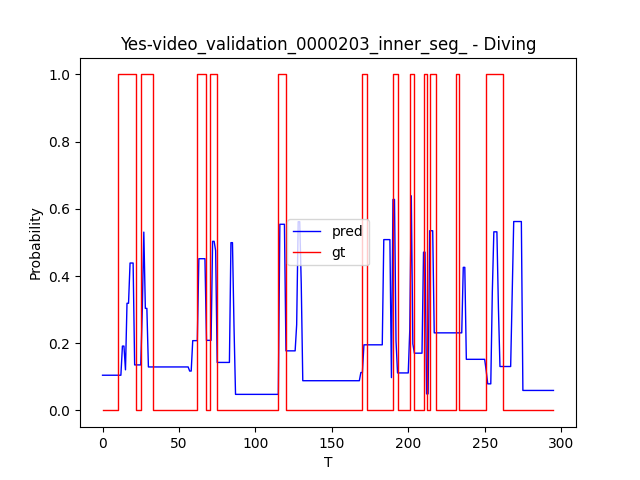 Yes-video_validation_0000203_inner_seg_ - Diving
1.0
0.8
0.6
0.4
0.2
0.0
Probability
pred
gt
0 50 100 150 200 250 300
T